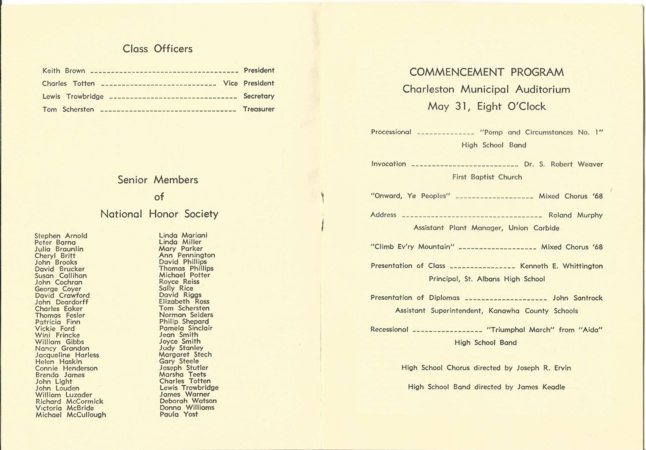 Class Officers
Keith Brown ---------------------------------- President
Charles Totten --------------------------- Vice President
Lewis Trowbridge ------------------------------ Secretary
Tom Schersten -------------------------------- Treasurer
Senior Members
of
National Honor Society
Stephen Arnold
Peter Barna
Julia Braunlin
Cheryl Britt
John Brooks
David Brucker
Susan Callihan
John Cochran
George Coyer
David Crawford
John Deardorff
Charles Eaker
Thomas Fesler
Patricia Finn
Vickie Ford
Wini Frincke
William Gibbs
Nancy Grandon
Jacqueline Harless
Helen Haskin
Connie Henderson
Brenda James
John Light
John Loudon
William Luzader
Richard McCormick
Victoria McBride
Michael McCullough
Linda Mariani
Linda Miller
Mary Parker
Ann Pennington
David Phillips
Thomas Phillips
Michael Potter
Royce Reiss
Sally Rice
David Riggs
Elizabeth Ross
Tom Schersten
Norman Seiders
Philip Shepard
Pamela Sinclair
Jean Smith
Joyce Smith
Judy Stanley
Margaret Stech
Gary Steele
Joseph Stutler
Marsha Teets
Charles Totten
Lewis Trowbridge
James Warner
Deborah Watson
Donna Williams
Paula Yost
COMMENCEMENT PROGRAM
Charleston Municipal Auditorium
May 31, Eight O'Clock
Processional -------------- "Pomp and Circumstances No. 1"
High School Band
Invocation -------------------------- Dr. S. Robert Weaver
First Baptist Church
"Onward, Ye Peoples" ------------------- Mixed Chorus '68
Address ---------------------------------- Roland Murphy
Assistant Plant Manager, Union Carbide
"Climb Ev'ry Mountain" ------------------- Mixed Chorus '68
Presentation of Class ---------------- Kenneth E. Whittington
Principal, St. Albans High School
Presentation of Diplomas -------------------- John Santrock
Assistant Superintendent, Kanawha County Schools
Recessional ----------------- "Triumphal March" from "Aida"
High School Band
High School Chorus directed by Joseph R. Ervin
High School Band directed by James Keadle